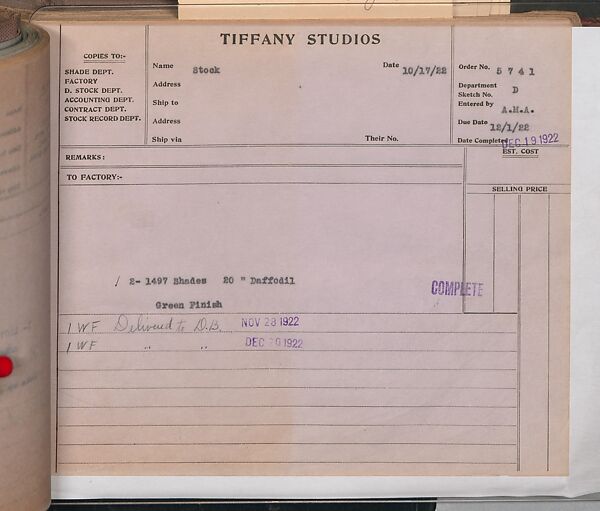 TIFFANY STUDIOS
COPIES TO:-
SHADE DEPT.
FACTORY
D. STOCK DEPT.
ACCOUNTING DEPT.
CONTRACT DEPT.
STOCK RECORD DEPT.
Name Stock Date 10/17/22
Address
Ship to
Address
Ship via Their No.
Order No. 5741
Department D
Sketch No.
Entered by A.H.A.
Due Date 12/1/22
Date Completed DEC 19 1922
REMARKS:
EST. COST
TO FACTORY:-
SELLING PRICE
/ 2- 1497 Shades 20 " Daffodil
Green Finish
COMPLETE
1 WF Delivered to D.B. NOV 28 1922
1 WF " " DEC 1922